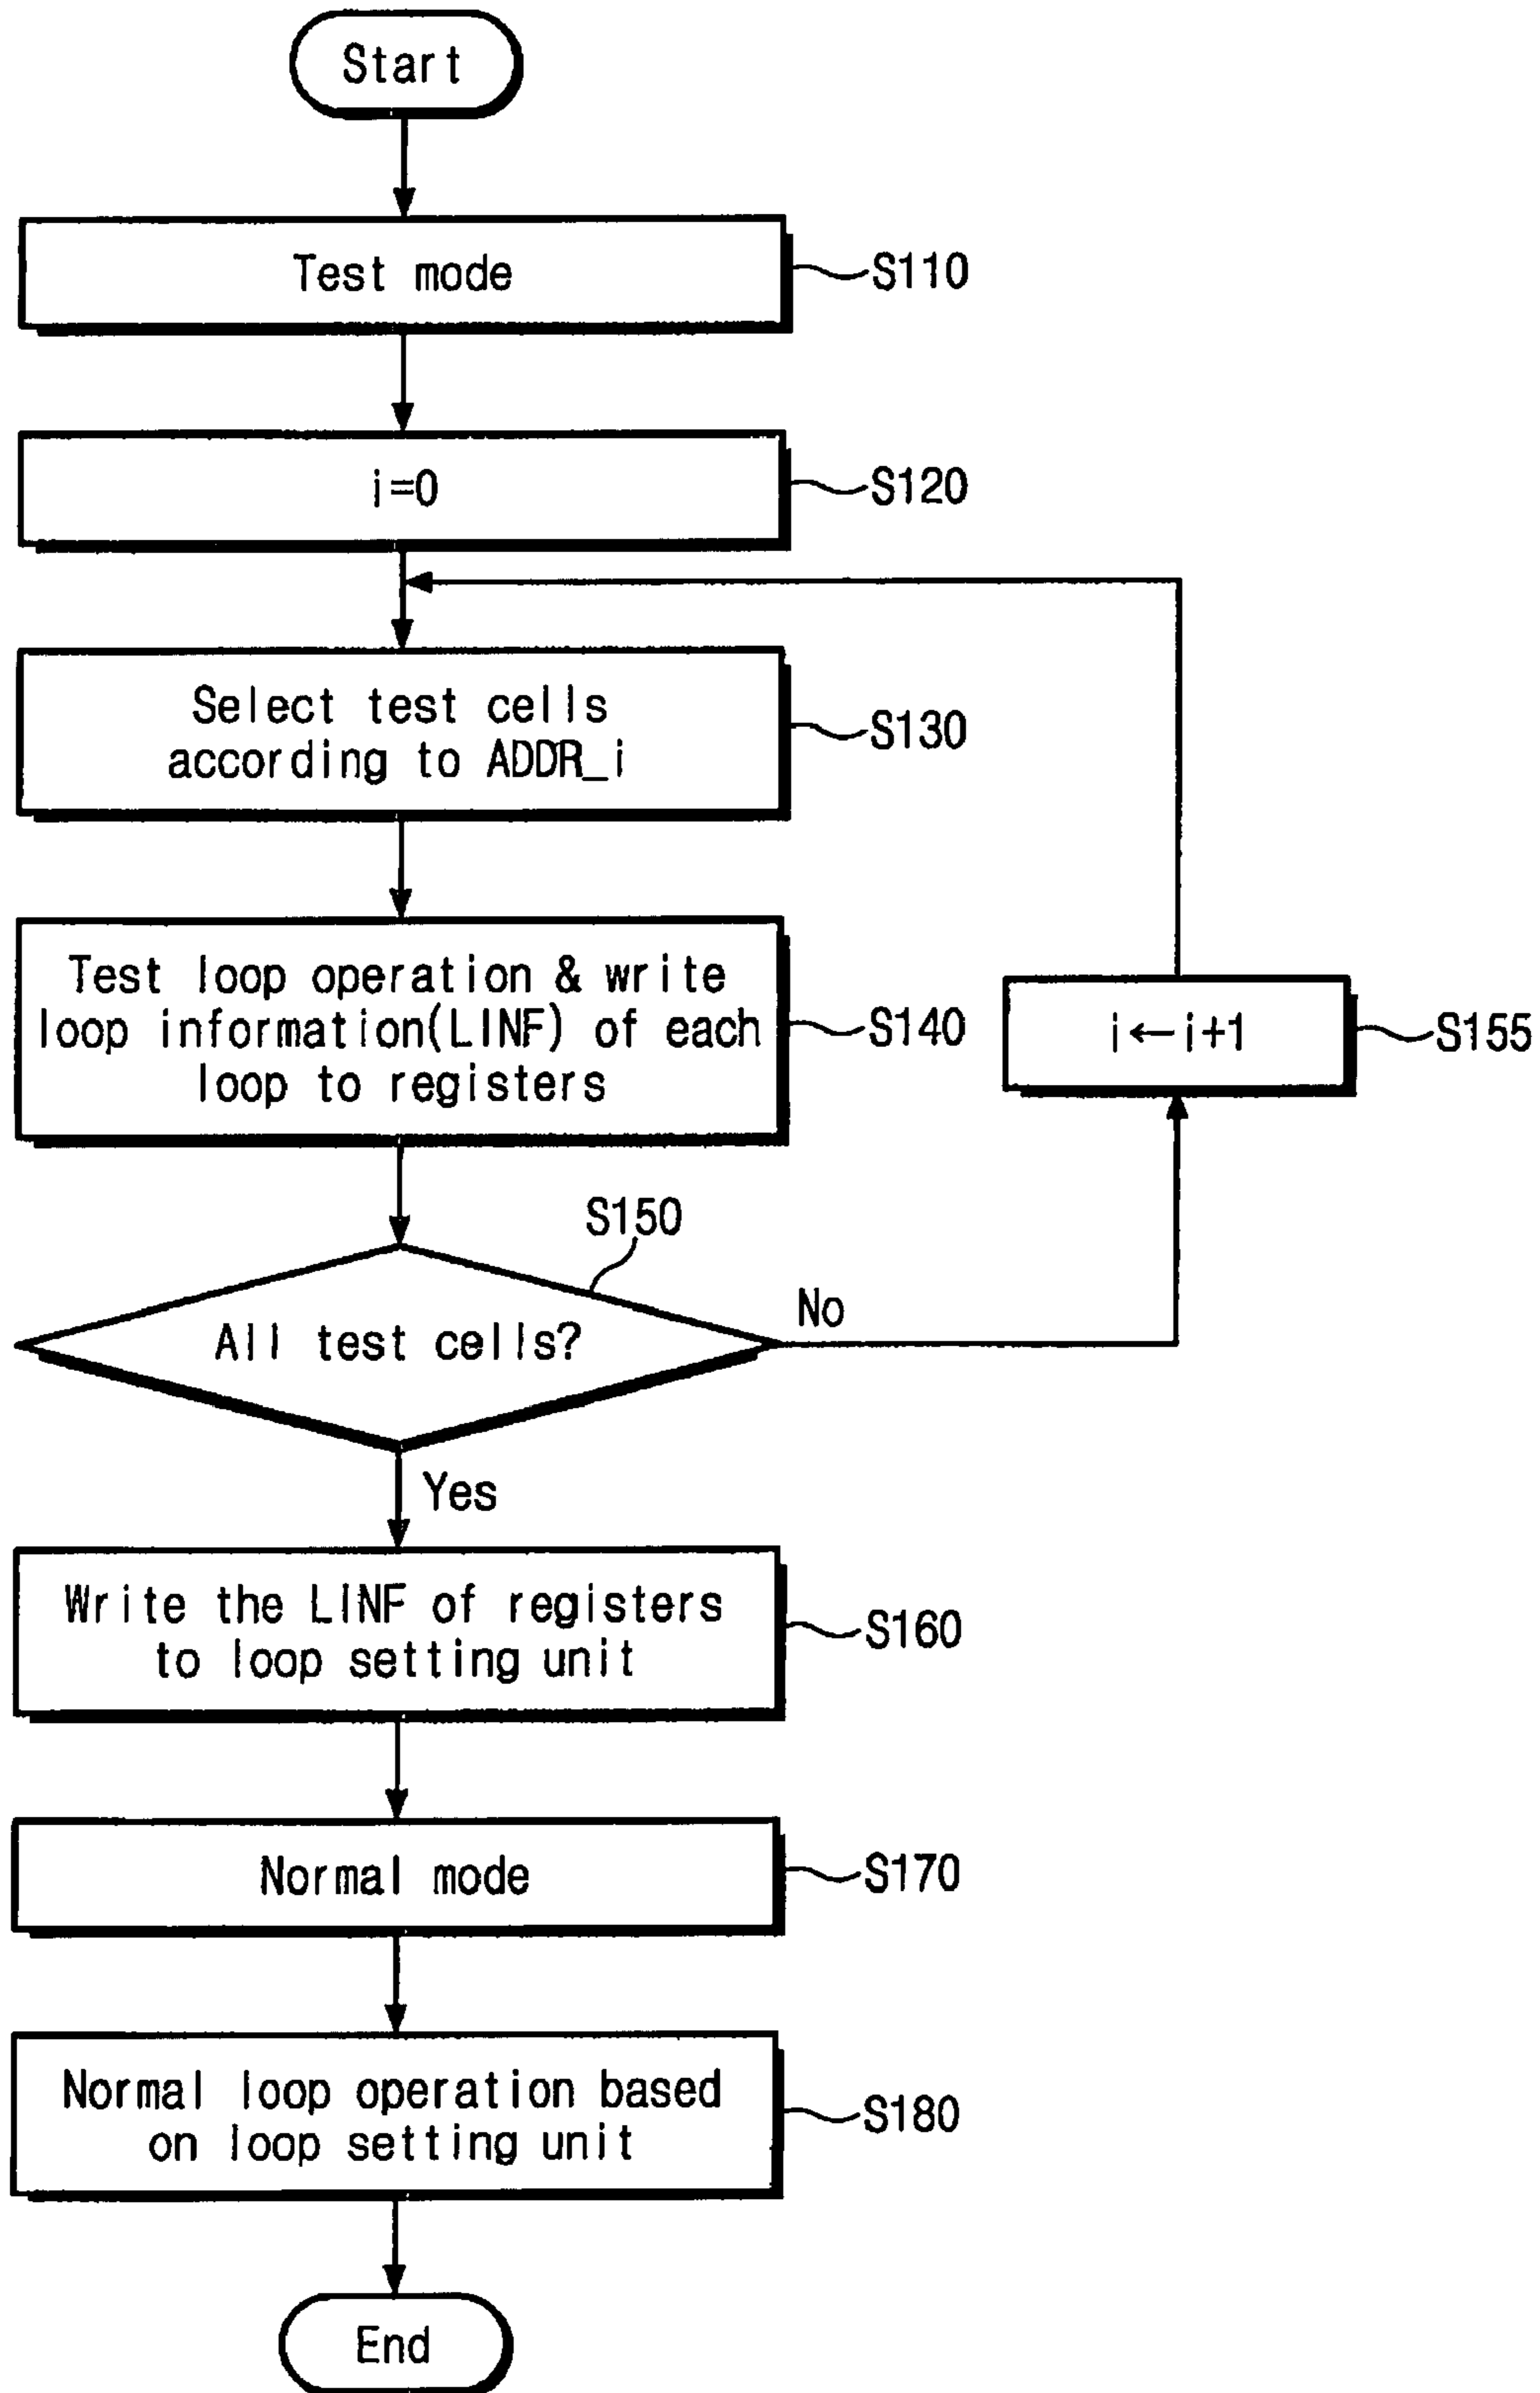 Start
Test mode
S110
i=0
S120
Select test cells
according to ADDR_i
S130
Test loop operation & write
loop information(LINF) of each
loop to registers
S140
i←i+1
S155
S150
All test cells?
No
Yes
Write the LINF of registers
to loop setting unit
S160
Normal mode
S170
Normal loop operation based
on loop setting unit
S180
End